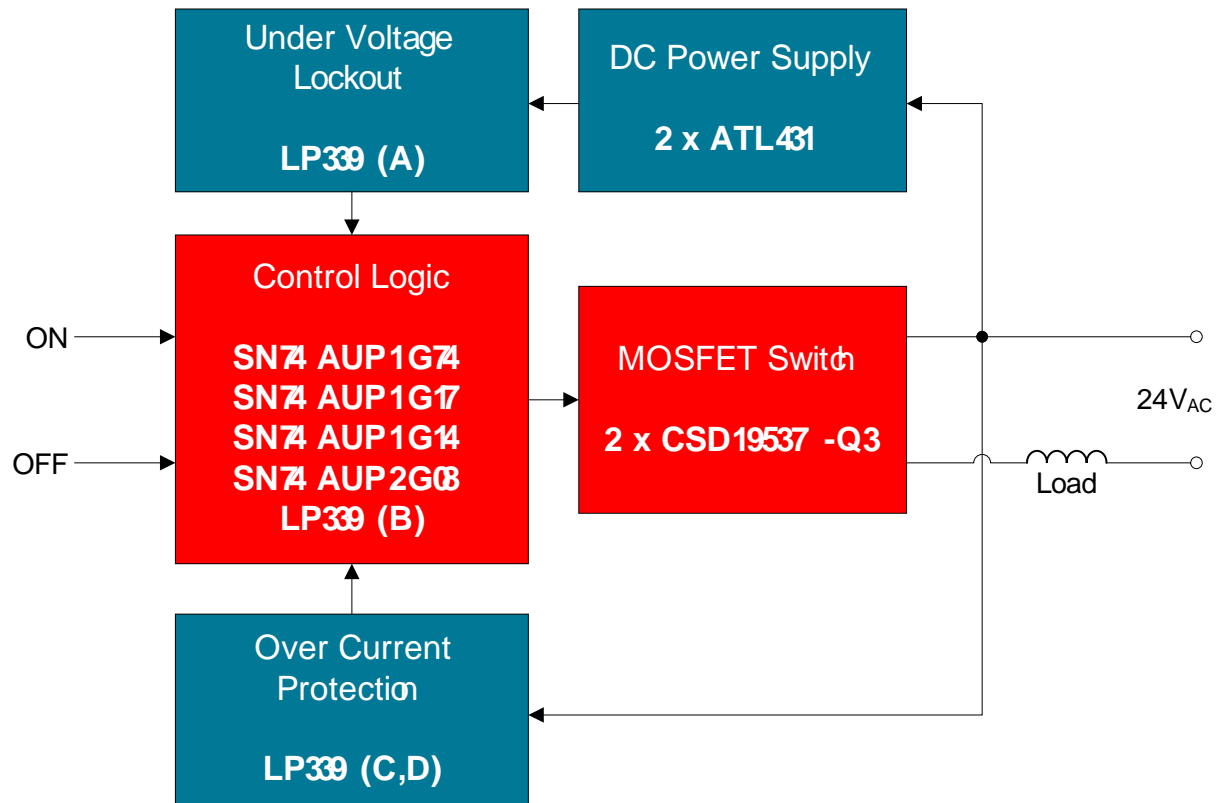 Under Voltage
Lockout
LP339 (A)
DC Power Supply
2 x ATL431
Control Logic
SN74 AUP1G74
SN74 AUP1G17
SN74 AUP1G14
SN74 AUP2G08
LP339 (B)
ON
OFF
MOSFET Switch
2 x CSD19537 -Q3
24VAC
Load
Over Current
Protection
LP339 (C,D)